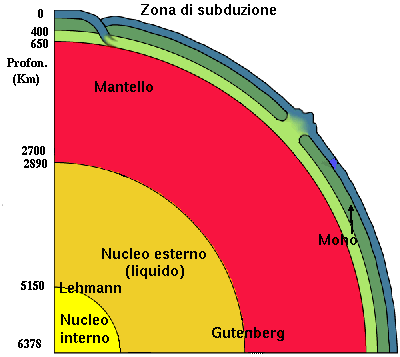 Zona di subduzione
0
400
650
Profon.
(Km)
Mantello
2700
2890
Nucleo esterno
(liquido)
Moho
5150
Lehmann
Nucleo
interno
Gutenberg
6378